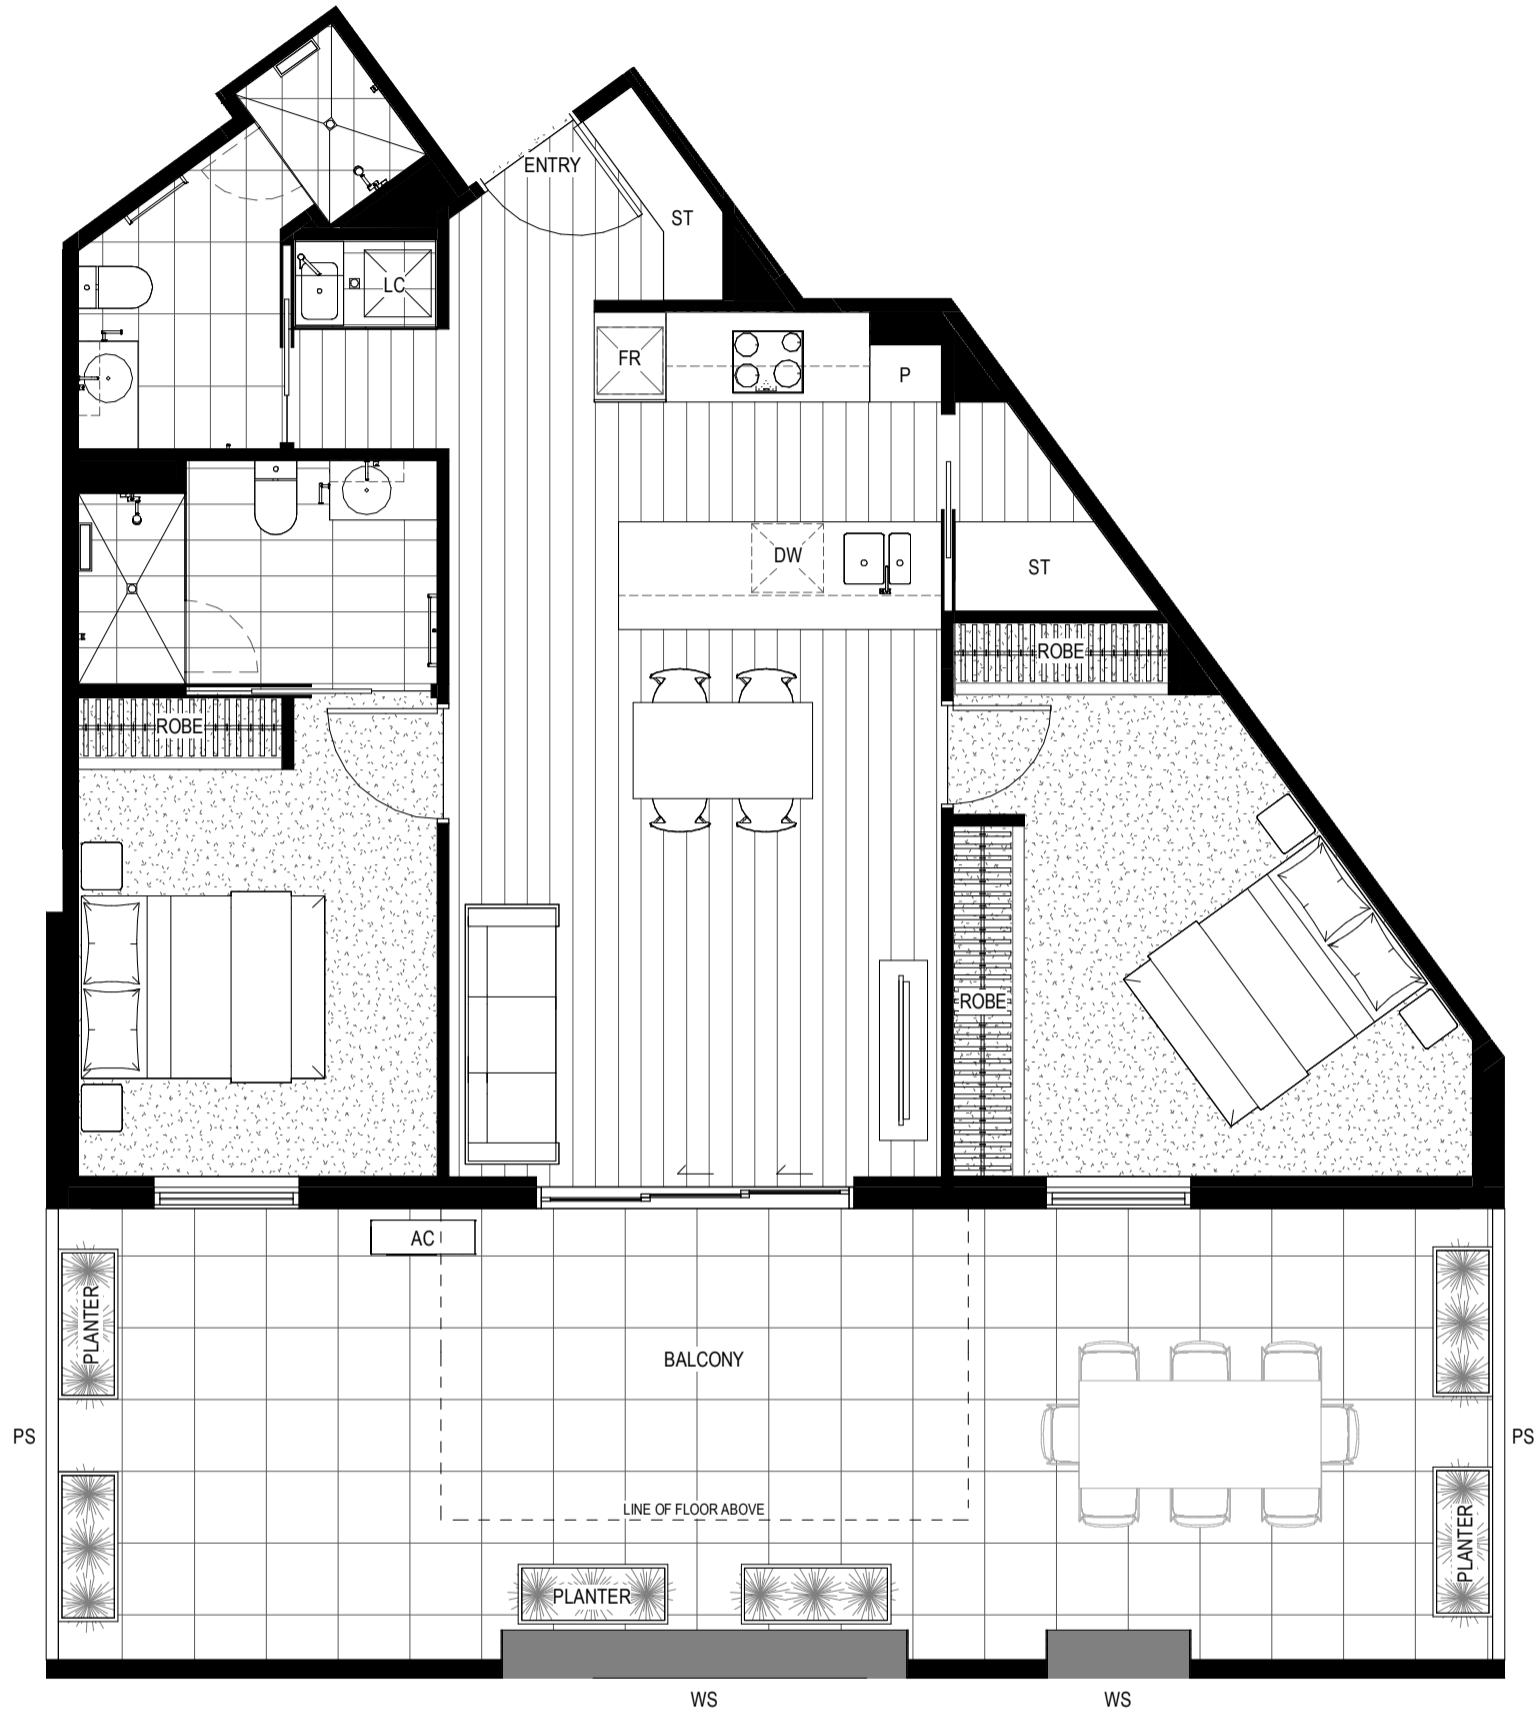 ENTRY
ST
LC
FR
P
DW
ST
ROBE
ROBE
ROBE
AC
PLANTER
BALCONY
PS
PS
LINE OF FLOOR ABOVE
PLANTER
PLANTER
WS
WS